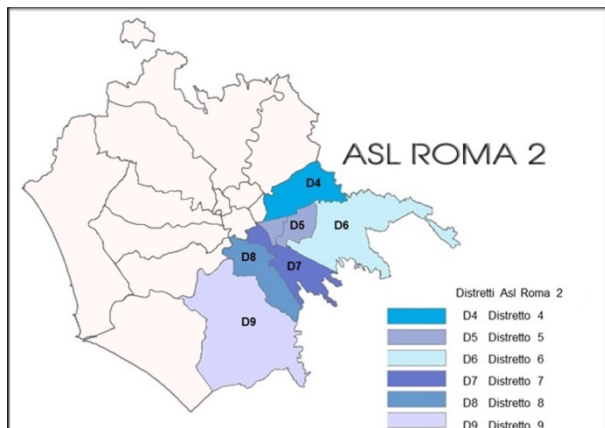 ASL ROMA 2
D4
D5
D6
D8
D7
D9
Distretti Asl Roma 2
D4 Distretto 4
D5 Distretto 5
D6 Distretto 6
D7 Distretto 7
D8 Distretto 8
D9 Distretto 9